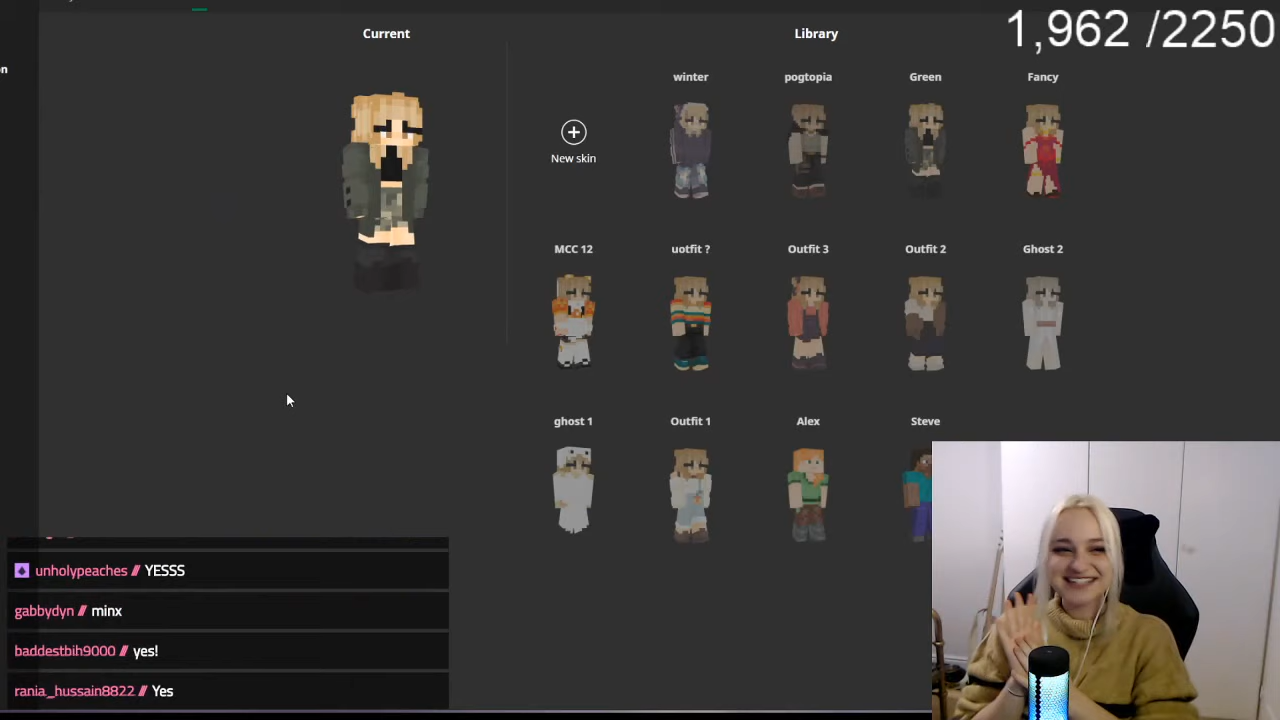 1,962 /2250
Current
Library
winter
pogtopia
Green
Fancy
New skin
MCC 12
uotfit ?
Outfit 3
Outfit 2
Ghost 2
ghost 1
Outfit 1
Alex
Steve
unholypeaches // YESSS
gabbydyn // minx
baddestbih9000 // yes!
rania_hussain8822 // Yes